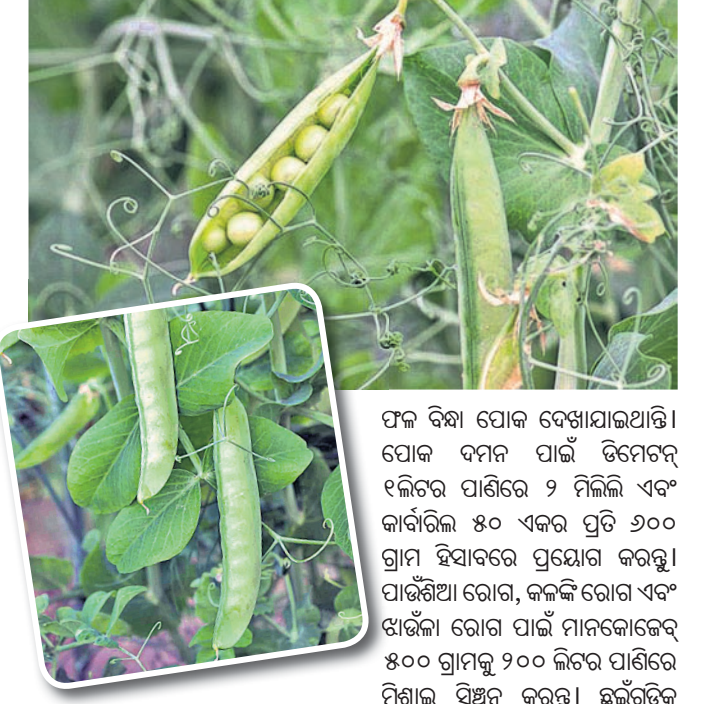 ଫଳ ବିନ୍ଧା ପୋକ ଦେଖାଯାଇଥାନ୍ତି।
ପୋକ ଦମନ ପାଇଁ ଡିମେଟନ୍
୧ଲିଟର ପାଣିରେ ୨ ମିଲିଲି ଏବଂ
କାର୍ବାରିଲ ୫୦ ଏକର ପ୍ରତି ୬୦୦
ଗ୍ରାମ ହିସାବରେ ପ୍ରୟୋଗ କରନ୍ତୁ।
ପାଉଁଶିଆ ରୋଗ, କଳଙ୍କି ରୋଗ ଏବଂ
ଝାଉଁଳା ରୋଗ ପାଇଁ ମାନକୋଜେବ୍
୫୦୦ ଗ୍ରାମକୁ ୨୦୦ ଲିଟର ପାଣିରେ
ମିଶାଇ ସିଞ୍ଚନ କରନ୍ତୁ। ଛୁଇଁଗୁଡ଼ିକ